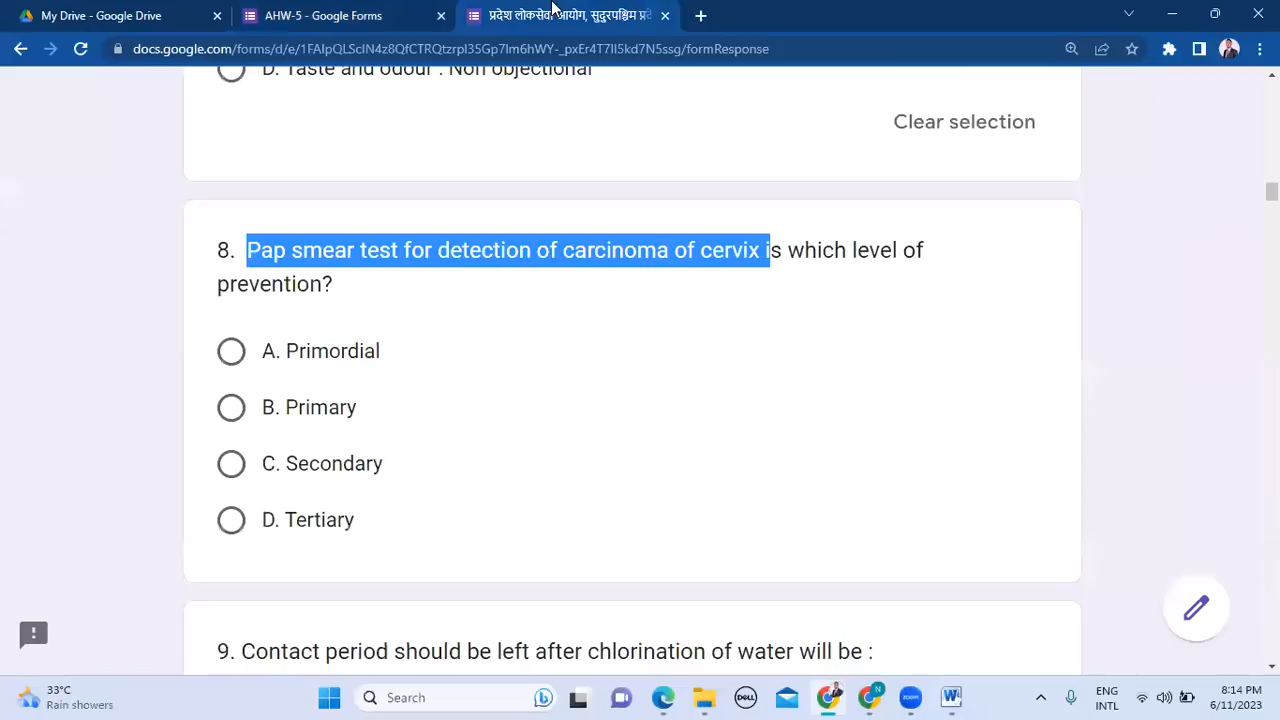 My Drive - Google Drive
AHW-5 - Google Forms
प्रदेश लोकसेवा आयोग, सुदुरपश्चिम प्रदे
docs.google.com/forms/d/e/
D. Taste and odour : Non objectional
Clear selection
8. Pap smear test for detection of carcinoma of cervix is which level of
prevention?
A. Primordial
B. Primary
C. Secondary
D. Tertiary
9. Contact period should be left after chlorination of water will be :
33°C
Rain showers
Search
DELL
zoom
N
W
ENG
INTL
8:14 PM
6/11/2023